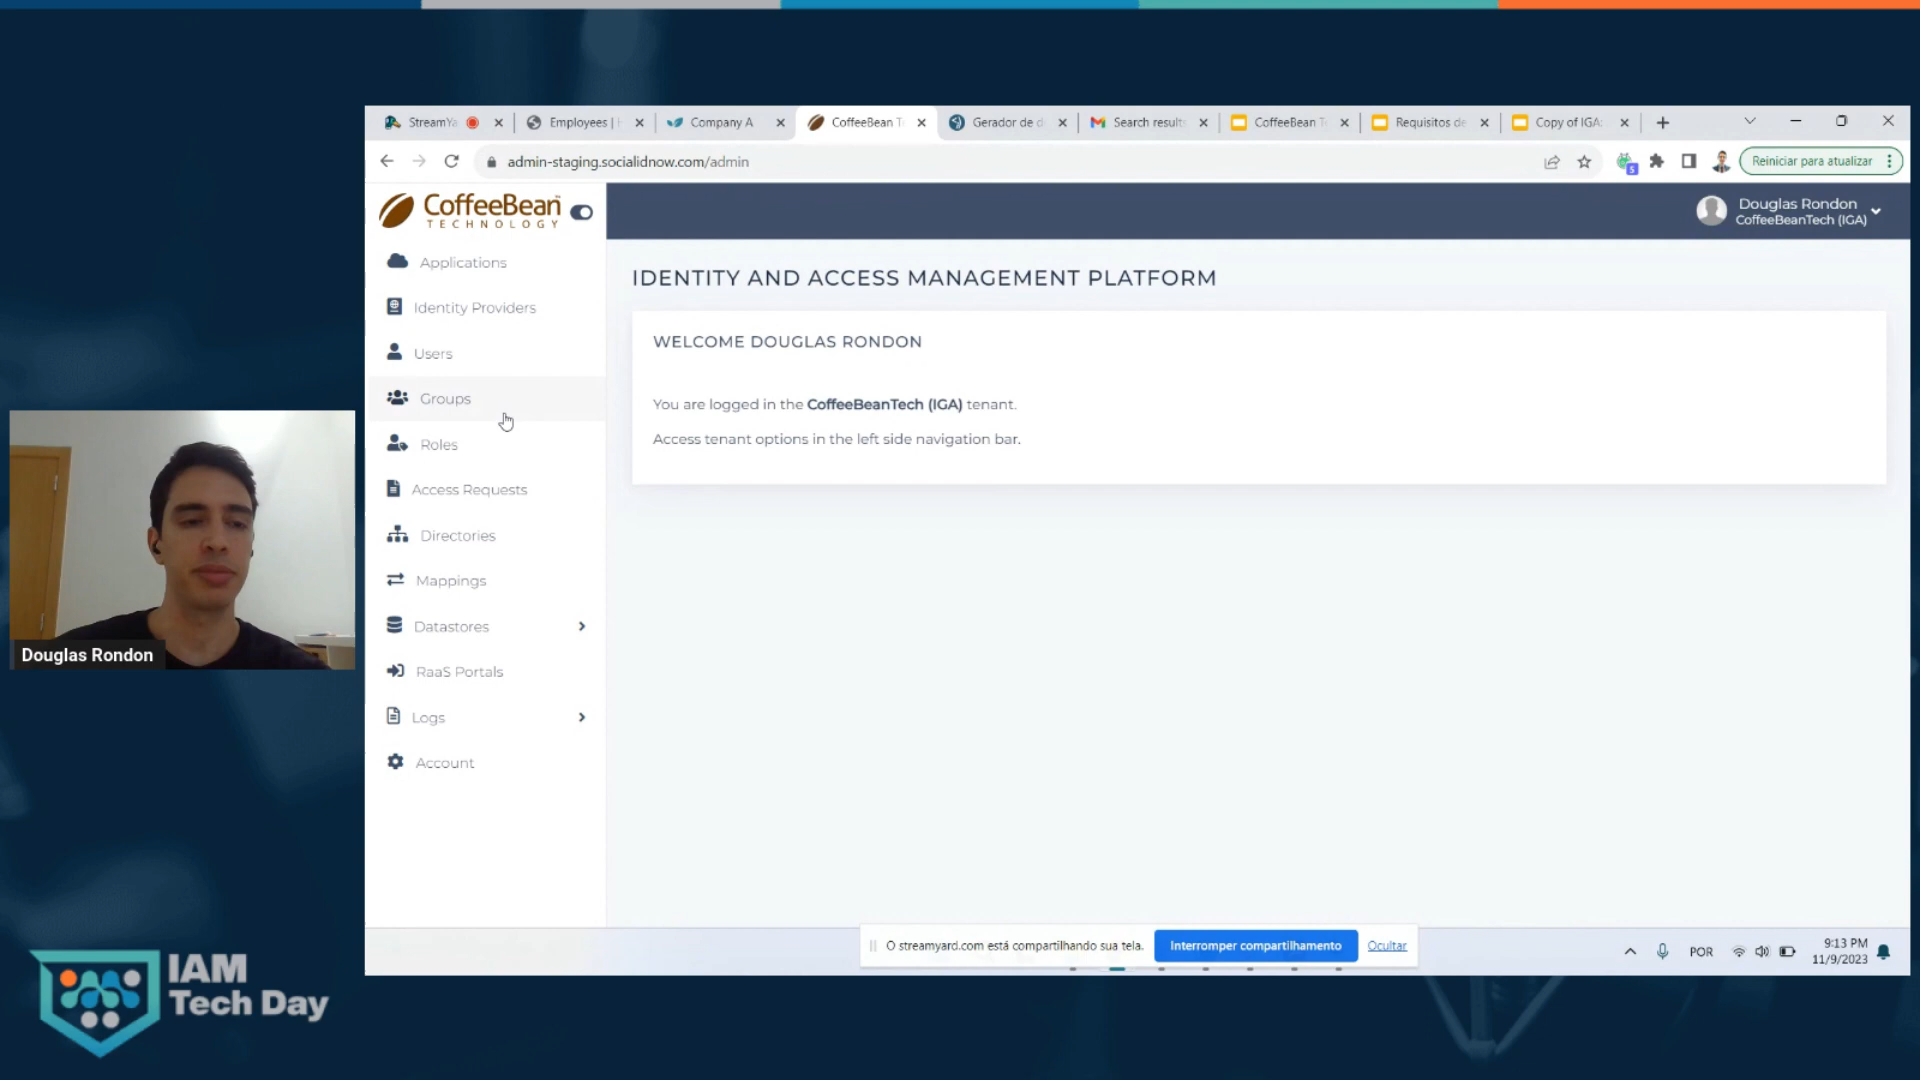 StreamYa
Employees | H
Company A
CoffeeBean T
Gerador de d
Search results
CoffeeBean T
Requisitos de
Copy of IGA:
admin-staging.socialidnow.com/admin
5
Reiniciar para atualizar
CoffeeBean™
TECHNOLOGY
Douglas Rondon
CoffeeBeanTech (IGA)
Applications
Identity Providers
Users
Groups
Roles
Access Requests
Directories
Mappings
Datastores
RaaS Portals
Logs
Account
IDENTITY AND ACCESS MANAGEMENT PLATFORM
WELCOME DOUGLAS RONDON
You are logged in the CoffeeBeanTech (IGA) tenant.
Access tenant options in the left side navigation bar.
Douglas Rondon
IAM
Tech Day
O streamyard.com está compartilhando sua tela.
Interromper compartilhamento
Ocultar
POR
9:13 PM
11/9/2023